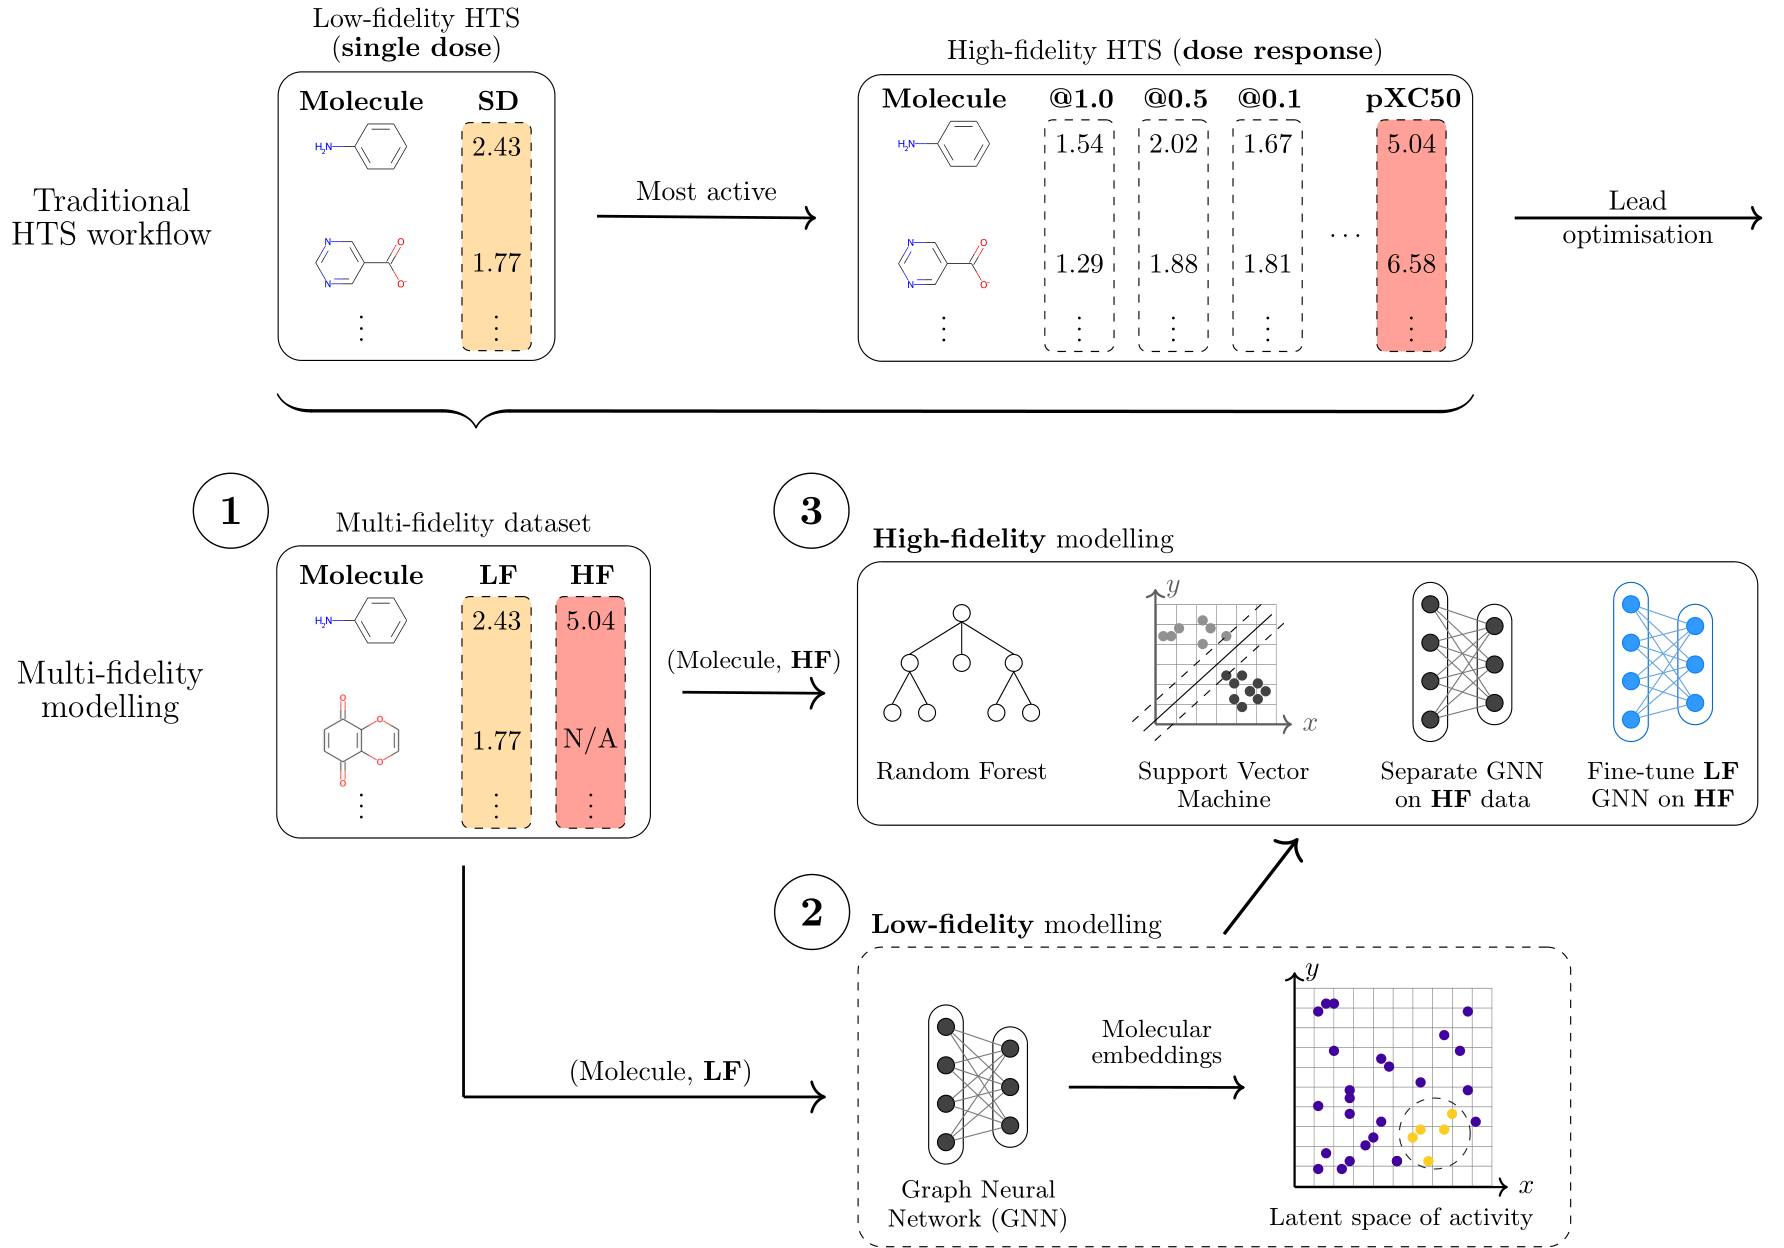 Low-fidelity HTS
(single dose)
Molecule SD
H₂N 2.43
N N O O⁻ 1.77
⋮ ⋮
High-fidelity HTS (dose response)
Molecule @1.0 @0.5 @0.1 pXC50
H₂N 1.54 2.02 1.67 5.04
N N O O⁻ 1.29 1.88 1.81 ... 6.58
⋮ ⋮ ⋮ ⋮ ⋮
Traditional
HTS workflow
Most active
Lead
optimisation
1
Multi-fidelity dataset
Molecule LF HF
H₂N 2.43 5.04
O O O O 1.77 N/A
⋮ ⋮ ⋮
Multi-fidelity
modelling
(Molecule, HF)
3
High-fidelity modelling
y
x
Random Forest
Support Vector
Machine
Separate GNN
on HF data
Fine-tune LF
GNN on HF
(Molecule, LF)
2
Low-fidelity modelling
Graph Neural
Network (GNN)
Molecular
embeddings
y
x
Latent space of activity